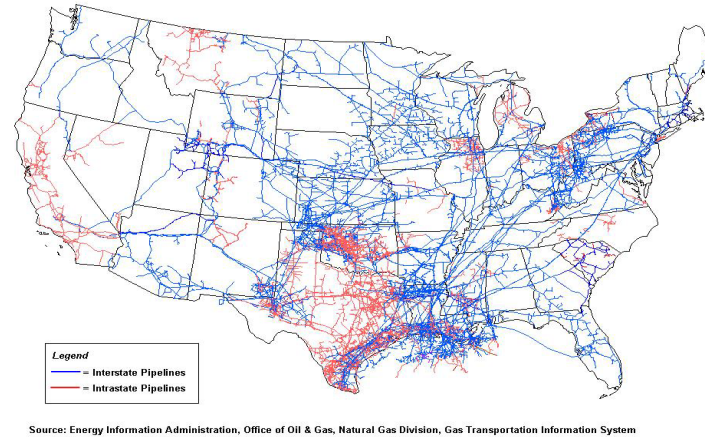 Legend
= Interstate Pipelines
= Intrastate Pipelines
Source: Energy Information Administration, Office of Oil & Gas, Natural Gas Division, Gas Transportation Information System